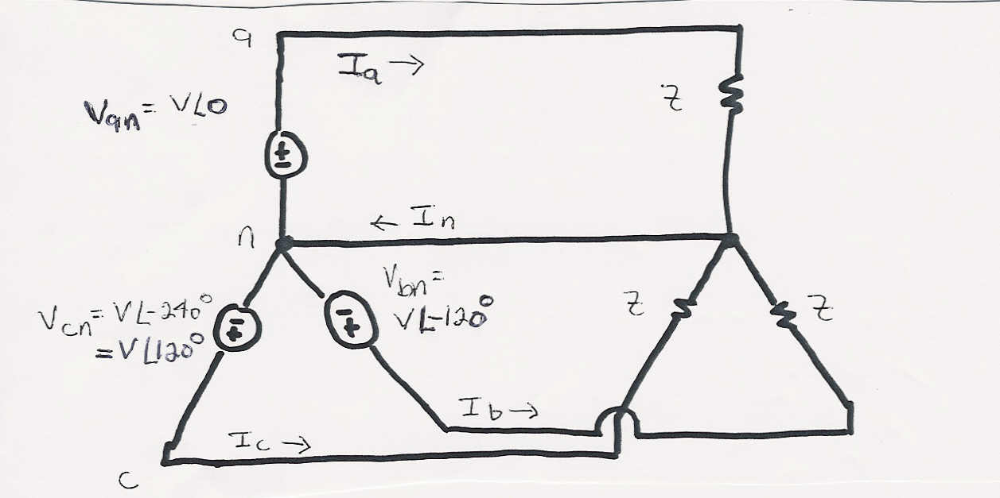 a
Ia →
Van = V∠0
Z
+
-
← In
n
Vbn =
V∠-120°
Vcn = V∠-240°
= V∠120°
-
+
-
+
Z
Z
Ib →
Ic →
c